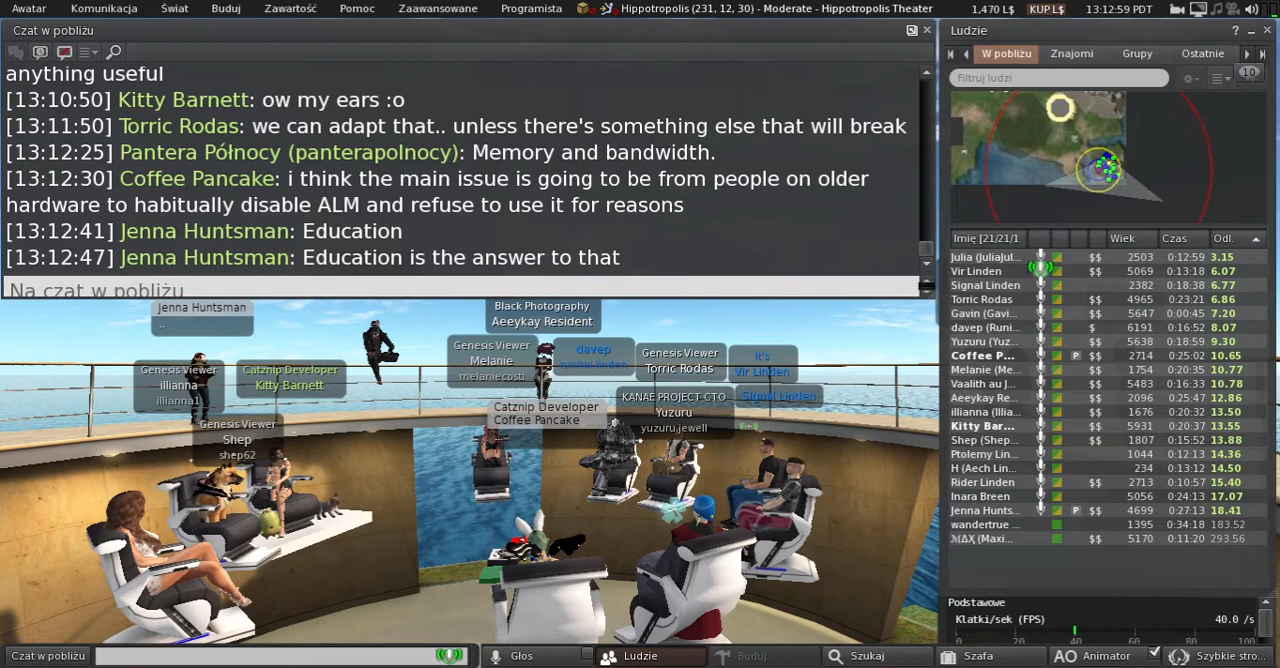 Awatar Komunikacja Świat Buduj Zawartość Pomoc Zaawansowane Programista Hippotropolis (231, 12, 30) - Moderate - Hippotropolis Theater 1,470 L$ KUP L$ 13:12:59 PDT
Czat w pobliżu
anything useful
[13:10:50] Kitty Barnett: ow my ears :o
[13:11:50] Torric Rodas: we can adapt that.. unless there's something else that will break
[13:12:25] Pantera Północy (panterapolnocy): Memory and bandwidth.
[13:12:30] Coffee Pancake: i think the main issue is going to be from people on older
hardware to habitually disable ALM and refuse to use it for reasons
[13:12:41] Jenna Huntsman: Education
[13:12:47] Jenna Huntsman: Education is the answer to that
Na czat w pobliżu
Jenna Huntsman
..
Black Photography
Aeeykay Resident
Genesis Viewer
Melanie
melaniecosti
davep
Genesis Viewer
Torric Rodas
It's
Vir Linden
Genesis Viewer
illianna
illianna1
Catznip Developer
Kitty Barnett
Signal Linden
KANAE PROJECT CTO
Yuzuru
yuzuru.jewell
Catznip Developer
Coffee Pancake
Genesis Viewer
Shep
shep62
Ludzie
W pobliżu Znajomi Grupy Ostatnie
Filtruj ludzi
10
Imię [21/21/1 Wiek Czas Odl.
Julia (JuliaJul... $$ 2503 0:12:59 3.15
Vir Linden 5069 0:13:18 6.07
Signal Linden 2382 0:18:38 6.77
Torric Rodas $$ 4965 0:23:21 6.86
Gavin (Gavi... $$ 5647 0:00:45 7.20
davep (Runi... $ 6191 0:16:52 8.07
Yuzuru (Yuz... $$ 5638 0:18:59 9.30
Coffee P... P $$ 2714 0:25:02 10.65
Melanie (Me... $$ 1754 0:20:35 10.77
Vaalith au J... $$ 5483 0:16:33 10.78
Aeeykay Res... $$ 2096 0:25:47 12.86
illianna (Illia... $$ 1676 0:20:32 13.50
Kitty Bar... $$ 5931 0:20:37 13.55
Shep (Shep... $$ 1807 0:15:52 13.88
Ptolemy Lin... 1044 0:12:13 14.36
H (Aech Lin... 234 0:13:12 14.50
Rider Linden $$ 2713 0:10:57 15.40
Inara Breen 5056 0:24:13 17.07
Jenna Hunts... P $$ 4699 0:27:13 18.41
wandertrue ... 1395 0:34:18 183.52
(Maxi... $$ 5170 0:11:20 293.56
Podstawowe
Klatki/sek (FPS) 40.0 /s
0 20 40 60 80 100
Czat w pobliżu Głos Ludzie Buduj Szukaj Szafa AO Animator Szybkie stro...